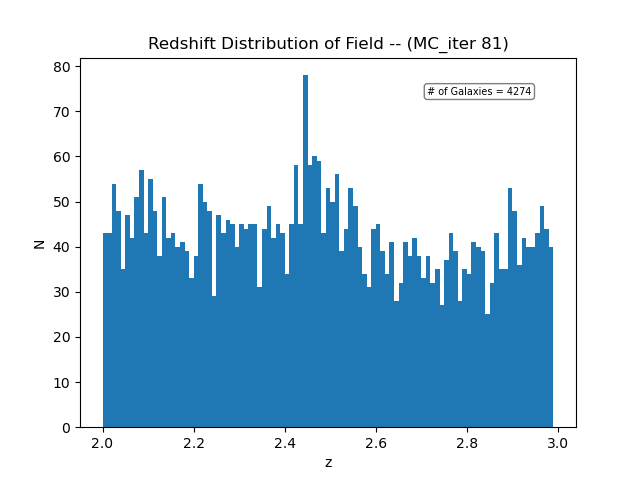 Redshift Distribution of Field -- (MC_iter 81)
# of Galaxies = 4274
80
70
60
50
40
30
20
10
0
N
2.0 2.2 2.4 2.6 2.8 3.0
z